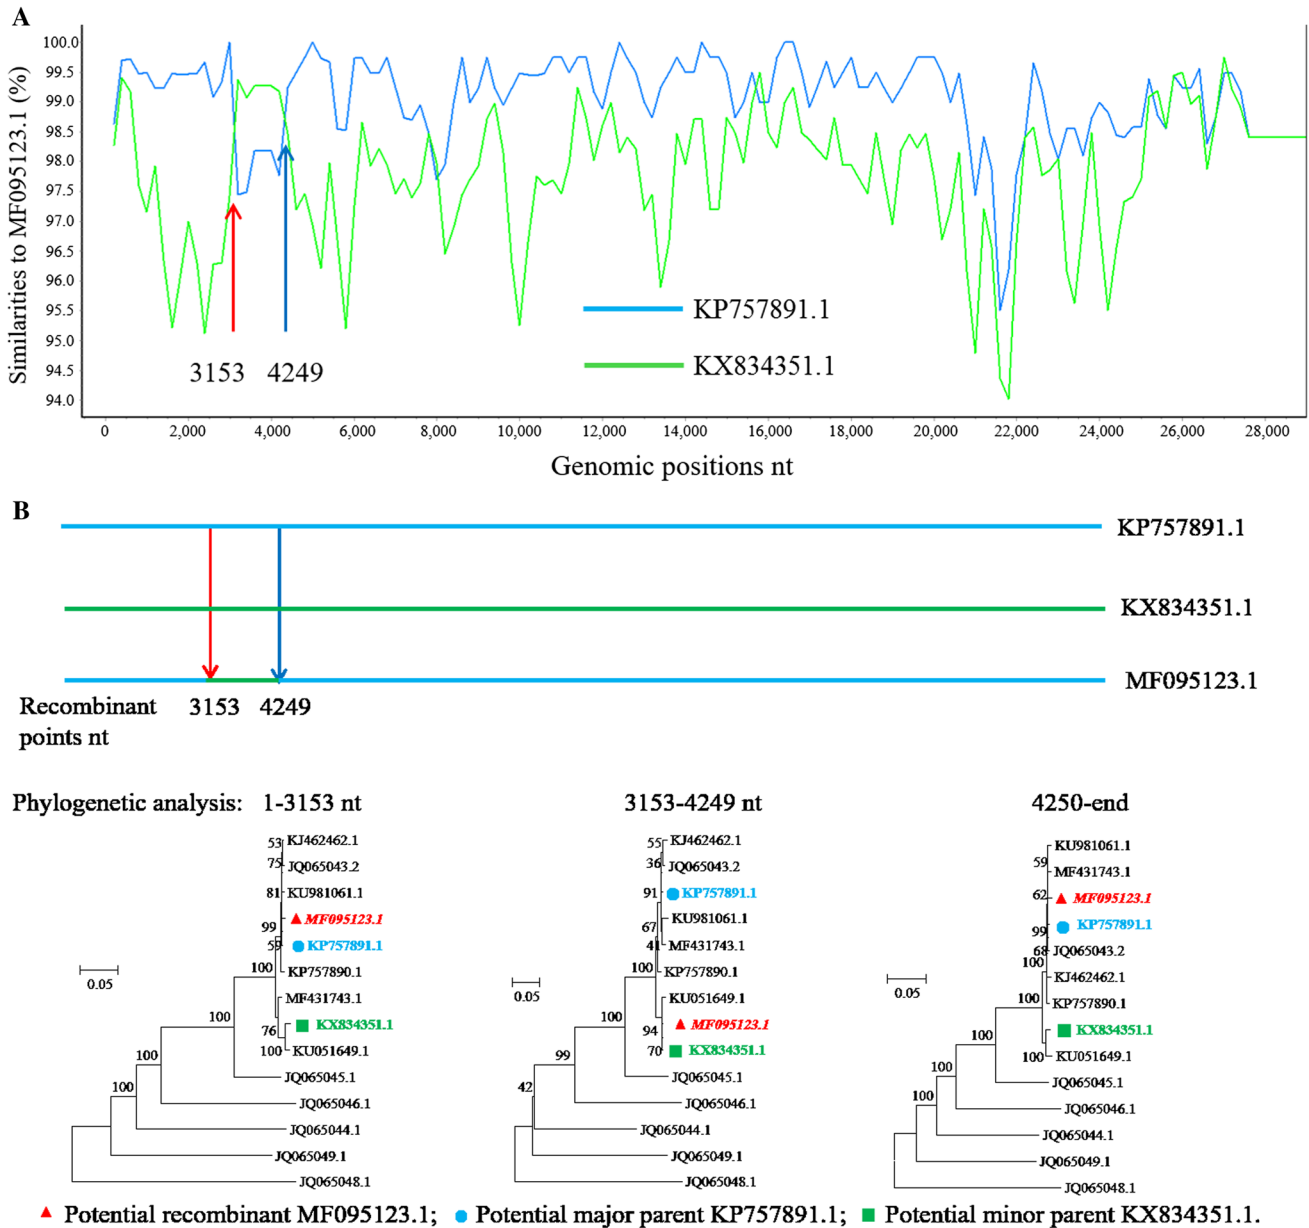 A
Similarities to MF095123.1 (%)
100.0
99.5
99.0
98.5
98.0
97.5
97.0
96.5
96.0
95.5
95.0
94.5
94.0
KP757891.1
KX834351.1
3153 4249
0 2,000 4,000 6,000 8,000 10,000 12,000 14,000 16,000 18,000 20,000 22,000 24,000 26,000 28,000
Genomic positions nt
B
KP757891.1
KX834351.1
MF095123.1
Recombinant points nt
3153 4249
Phylogenetic analysis: 1-3153 nt 3153-4249 nt 4250-end
53 KJ462462.1
75 JQ065043.2
81 KU981061.1
MF095123.1
99
59 KP757891.1
100 KP757890.1
MF431743.1
76 KX834351.1
100 KU051649.1
100
JQ065045.1
100
JQ065046.1
100
JQ065044.1
JQ065049.1
JQ065048.1
0.05
55 KJ462462.1
36 JQ065043.2
91 KP757891.1
67 KU981061.1
41 MF431743.1
100 KP757890.1
KU051649.1
94 MF095123.1
70 KX834351.1
100
JQ065045.1
99
JQ065046.1
42
JQ065044.1
JQ065049.1
JQ065048.1
0.05
KU981061.1
59
MF431743.1
62 MF095123.1
99 KP757891.1
68 JQ065043.2
100
KJ462462.1
100 KP757890.1
KX834351.1
100 KU051649.1
100
JQ065045.1
100
JQ065046.1
100
JQ065044.1
JQ065049.1
JQ065048.1
0.05
Potential recombinant MF095123.1; Potential major parent KP757891.1; Potential minor parent KX834351.1.